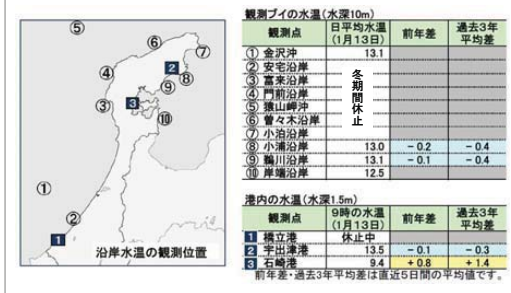 ⑤
⑥
⑦
2
④
⑧
⑨
③
3
⑩
①
②
1
沿岸水温の観測位置
観測ブイの水温(水深10m)
観測点 日平均水温(1月13日) 前年差 過去3年平均差
① 金沢沖 13.1
② 安宅沿岸
③ 富来沿岸
④ 門前沿岸
⑤ 猿山岬沖
⑥ 曽々木沿岸
⑦ 小泊沿岸
冬期間休止
⑧ 小浦沿岸 13.0 -0.2 -0.4
⑨ 鵜川沿岸 13.1 -0.1 -0.4
⑩ 岸端沿岸 12.5
港内の水温(水深1.5m)
観測点 9時の水温(1月13日) 前年差 過去3年平均差
1 橋立港 休止中
2 宇出津港 13.5 -0.1 -0.3
3 石崎港 9.4 +0.8 +1.4
前年差・過去3年平均差は直近5日間の平均値です。